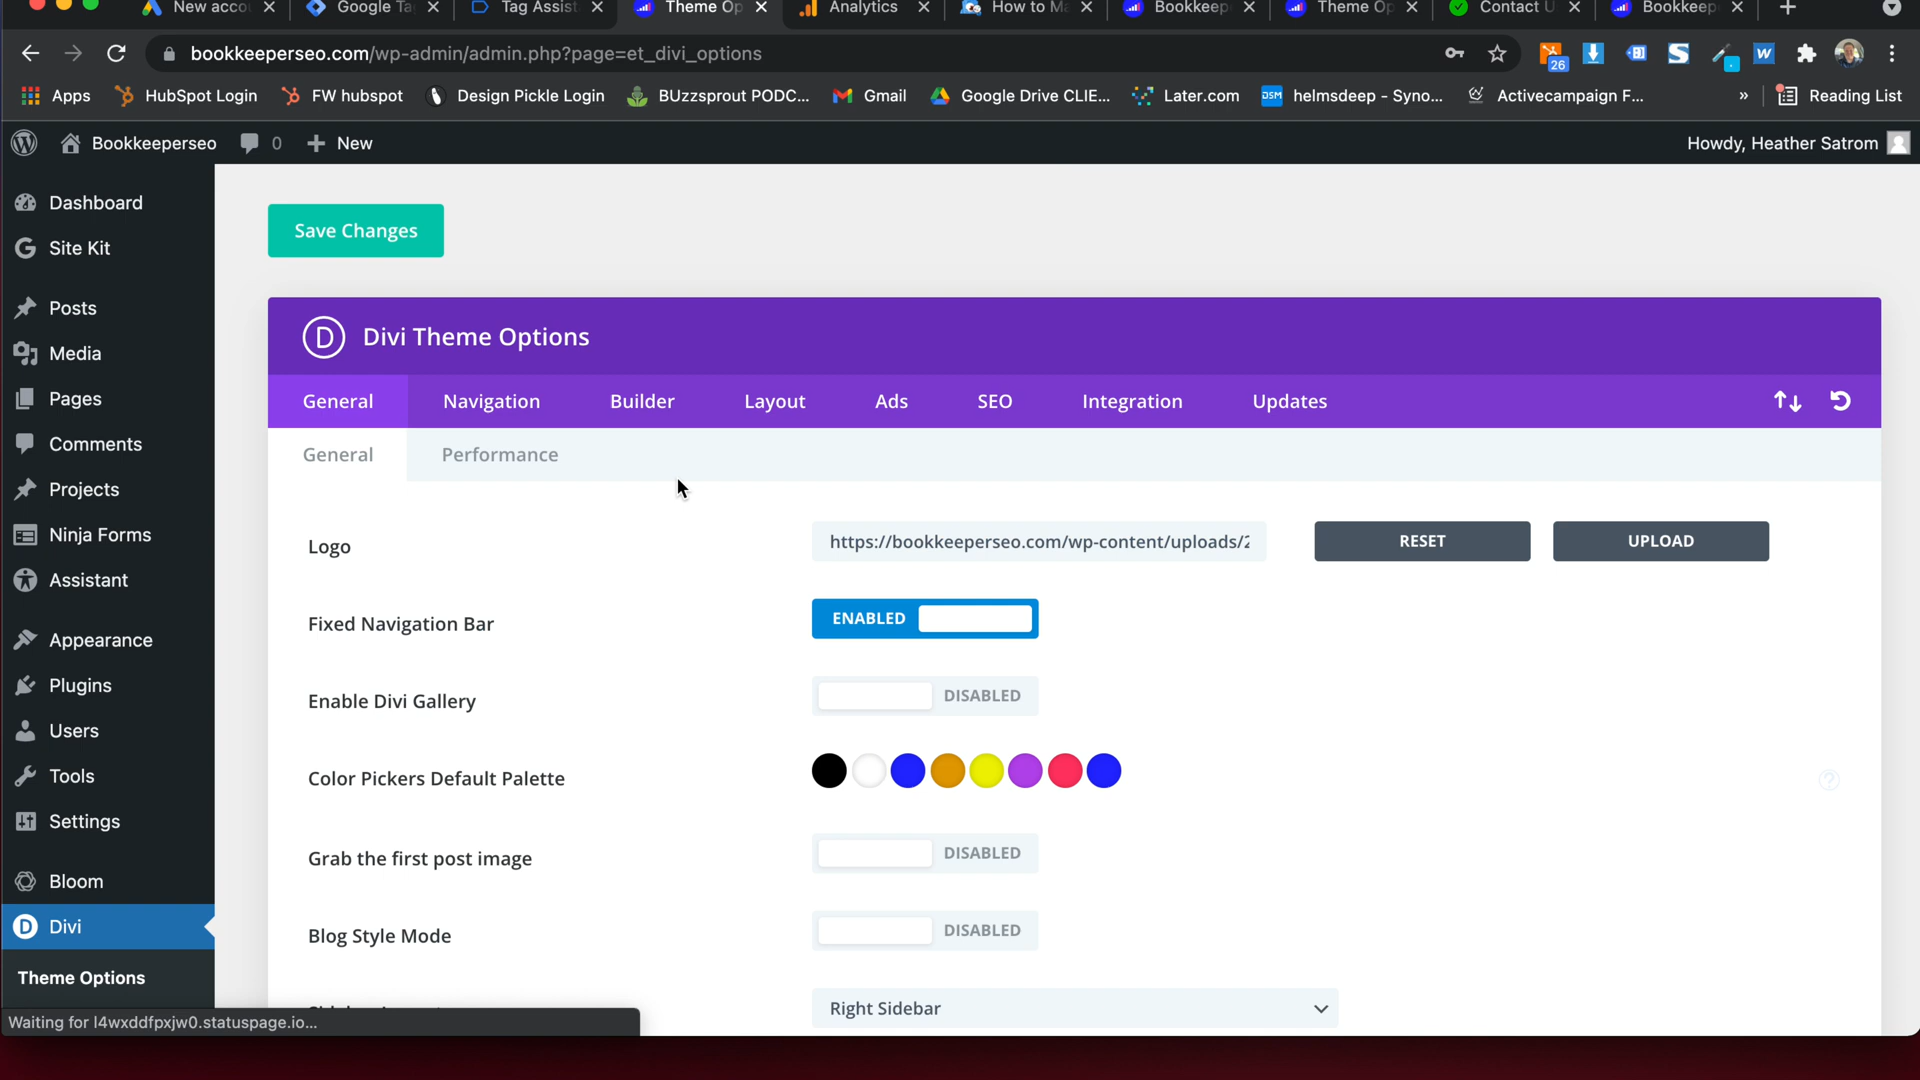 New acco
Google Ta
Tag Assist
Theme Op
Analytics
How to Ma
Bookkeep
Theme Op
Contact U
Bookkeep
bookkeeperseo.com/wp-admin/admin.php?page=et_divi_options
26
Apps
HubSpot Login
FW hubspot
Design Pickle Login
BUzzsprout PODC...
Gmail
Google Drive CLIE...
Later.com
DSM
helmsdeep - Syno...
Activecampaign F...
»
Reading List
Bookkeeperseo
0
New
Howdy, Heather Satrom
Dashboard
Site Kit
Posts
Media
Pages
Comments
Projects
Ninja Forms
Assistant
Appearance
Plugins
Users
Tools
Settings
Bloom
Divi
Theme Options
Save Changes
D
Divi Theme Options
General
Navigation
Builder
Layout
Ads
SEO
Integration
Updates
General
Performance
Logo
https://bookkeeperseo.com/wp-content/uploads/2
RESET
UPLOAD
Fixed Navigation Bar
ENABLED
Enable Divi Gallery
DISABLED
Color Pickers Default Palette
Grab the first post image
DISABLED
Blog Style Mode
DISABLED
Right Sidebar
Waiting for l4wxddfpxjw0.statuspage.io...